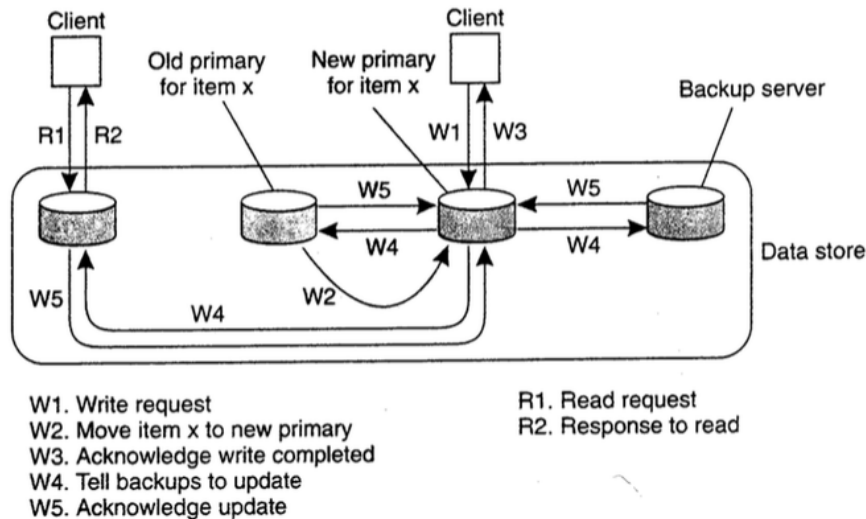 Client
Client
Old primary
for item x
New primary
for item x
Backup server
R1
R2
W1
W3
W5
W5
W4
W4
Data store
W5
W4
W2
W1. Write request
W2. Move item x to new primary
W3. Acknowledge write completed
W4. Tell backups to update
W5. Acknowledge update
R1. Read request
R2. Response to read